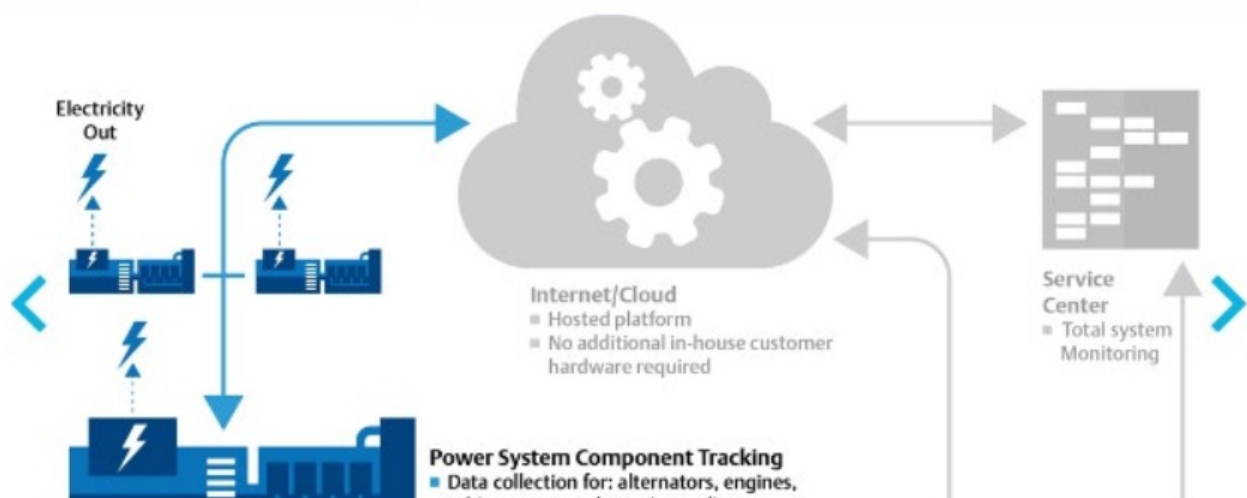 Electricity
Out
Internet/Cloud
Hosted platform
No additional in-house customer
hardware required
Service
Center
Total system
Monitoring
Power System Component Tracking
Data collection for: alternators, engines,